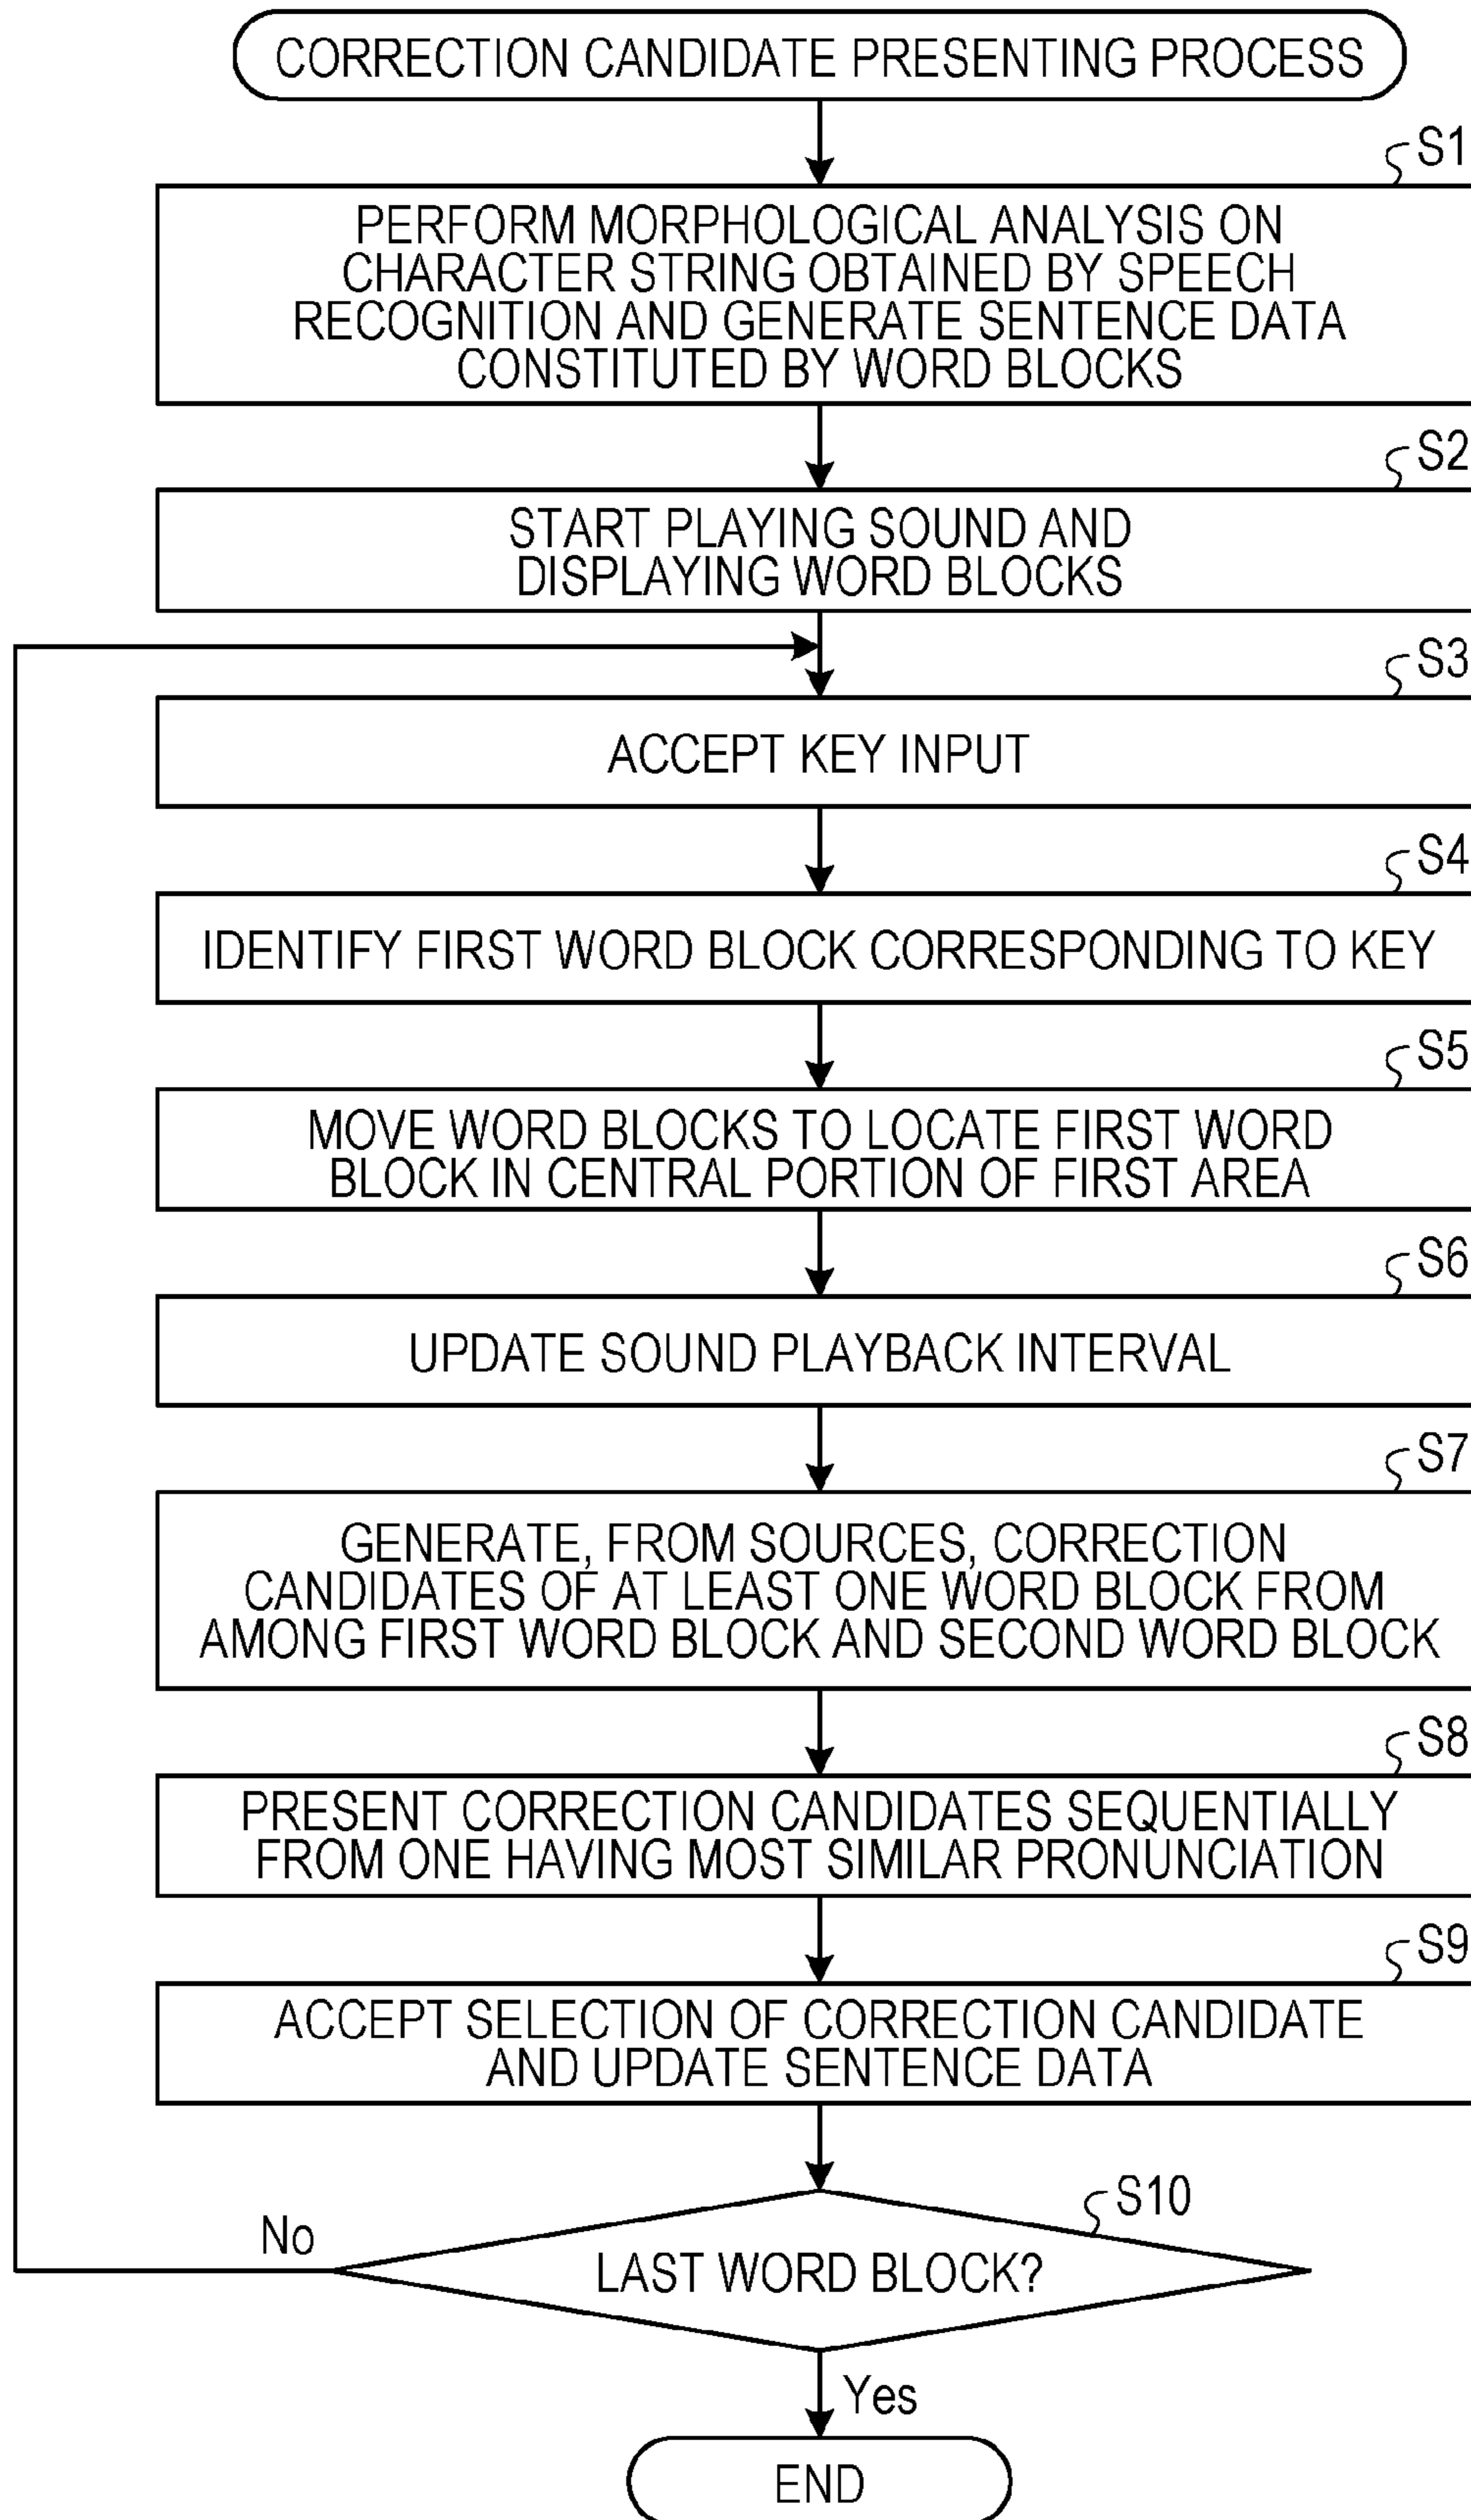 CORRECTION CANDIDATE PRESENTING PROCESS
S1
PERFORM MORPHOLOGICAL ANALYSIS ON
CHARACTER STRING OBTAINED BY SPEECH
RECOGNITION AND GENERATE SENTENCE DATA
CONSTITUTED BY WORD BLOCKS
S2
START PLAYING SOUND AND
DISPLAYING WORD BLOCKS
S3
ACCEPT KEY INPUT
S4
IDENTIFY FIRST WORD BLOCK CORRESPONDING TO KEY
S5
MOVE WORD BLOCKS TO LOCATE FIRST WORD
BLOCK IN CENTRAL PORTION OF FIRST AREA
S6
UPDATE SOUND PLAYBACK INTERVAL
S7
GENERATE, FROM SOURCES, CORRECTION
CANDIDATES OF AT LEAST ONE WORD BLOCK FROM
AMONG FIRST WORD BLOCK AND SECOND WORD BLOCK
S8
PRESENT CORRECTION CANDIDATES SEQUENTIALLY
FROM ONE HAVING MOST SIMILAR PRONUNCIATION
S9
ACCEPT SELECTION OF CORRECTION CANDIDATE
AND UPDATE SENTENCE DATA
S10
No
LAST WORD BLOCK?
Yes
END